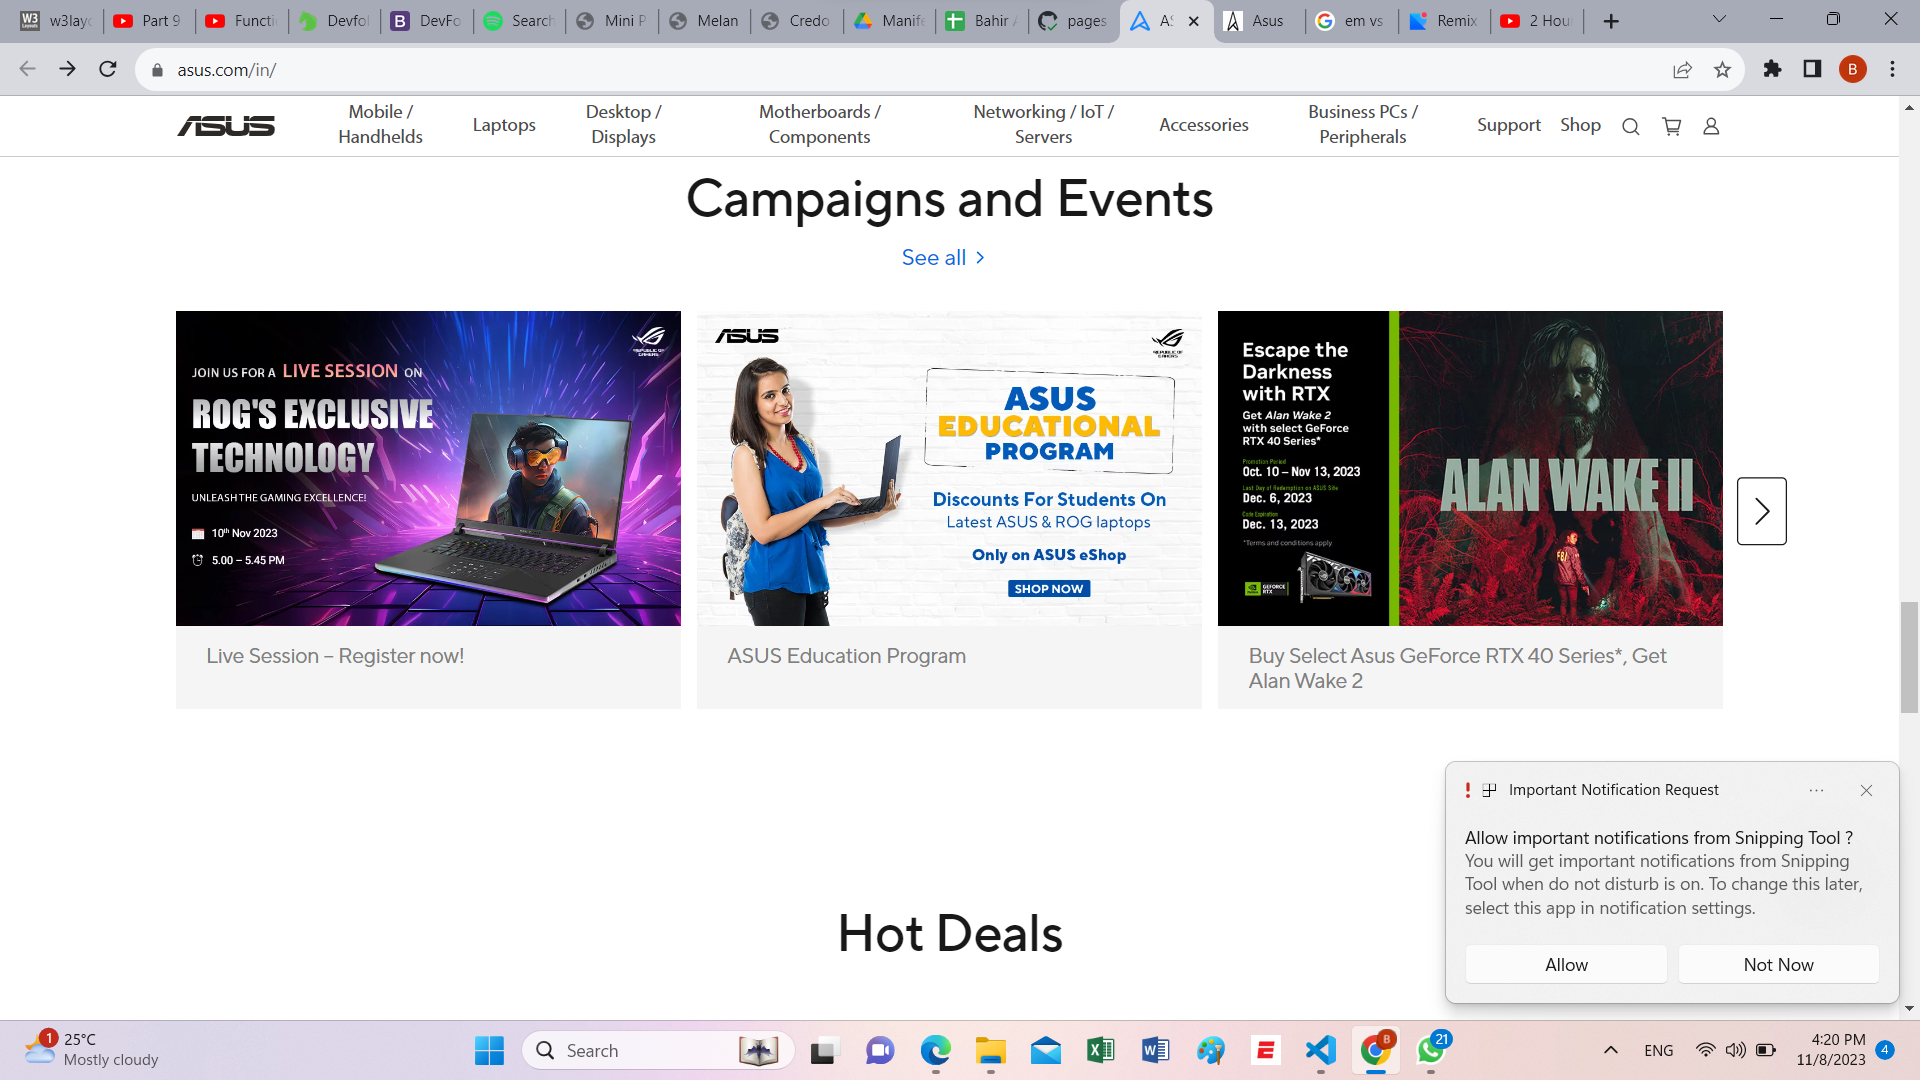 W3 w3layo
Part 9
Functi
Devfol
B DevFo
Search
Mini P
Melan
Credo
Manife
Bahir A
pages
AS
Asus
em vs
Remix
2 Hour
asus.com/in/
B
ASUS
Mobile / Handhelds
Laptops
Desktop / Displays
Motherboards / Components
Networking / IoT / Servers
Accessories
Business PCs / Peripherals
Support
Shop
Campaigns and Events
See all >
REPUBLIC OF
GAMERS
JOIN US FOR A LIVE SESSION ON
ROG'S EXCLUSIVE
TECHNOLOGY
UNLEASH THE GAMING EXCELLENCE!
10th Nov 2023
5.00 – 5.45 PM
Live Session – Register now!
ASUS
REPUBLIC OF
GAMERS
ASUS
EDUCATIONAL
PROGRAM
Discounts For Students On
Latest ASUS & ROG laptops
Only on ASUS eShop
SHOP NOW
ASUS Education Program
Escape the
Darkness
with RTX
Get Alan Wake 2
with select GeForce
RTX 40 Series*
Promotion Period
Oct. 10 – Nov 13, 2023
Last Day of Redemption on ASUS Site
Dec. 6, 2023
Code Expiration
Dec. 13, 2023
*Terms and conditions apply
GEFORCE
RTX
ALAN WAKE II
FBI
Buy Select Asus GeForce RTX 40 Series*, Get
Alan Wake 2
Hot Deals
Important Notification Request
Allow important notifications from Snipping Tool ?
You will get important notifications from Snipping
Tool when do not disturb is on. To change this later,
select this app in notification settings.
Allow
Not Now
1
25°C
Mostly cloudy
Search
B
21
ENG
4:20 PM
11/8/2023
4